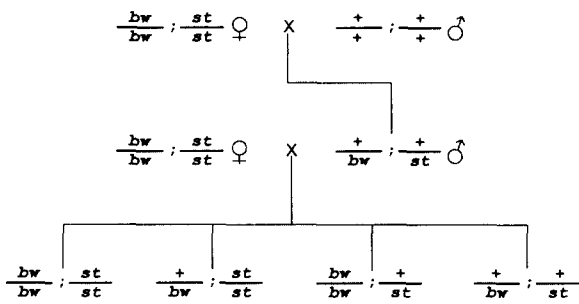 bw/bw ; st/st ♀ X +/+ ; +/+ ♂
bw/bw ; st/st ♀ X +/bw ; +/st ♂
bw/bw ; st/st +/bw ; st/st bw/bw ; +/st +/bw ; +/st